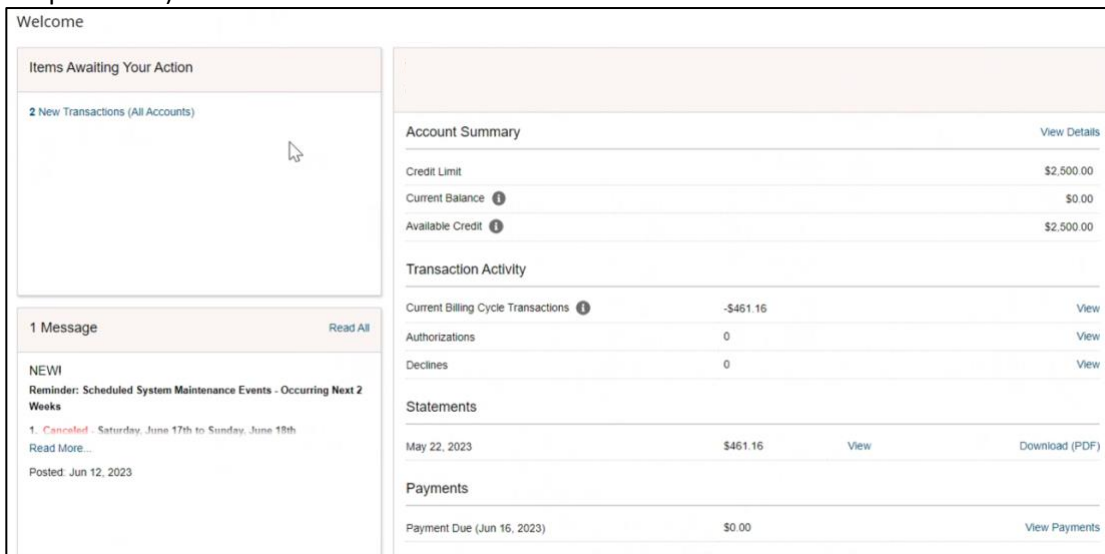 Welcome
Items Awaiting Your Action
2 New Transactions (All Accounts)
1 Message Read All
NEW!
Reminder: Scheduled System Maintenance Events - Occurring Next 2
Weeks
1. Canceled - Saturday, June 17th to Sunday, June 18th
Read More...
Posted: Jun 12, 2023
Account Summary View Details
Credit Limit $2,500.00
Current Balance $0.00
Available Credit $2,500.00
Transaction Activity
Current Billing Cycle Transactions -$461.16 View
Authorizations 0 View
Declines 0 View
Statements
May 22, 2023 $461.16 View Download (PDF)
Payments
Payment Due (Jun 16, 2023) $0.00 View Payments